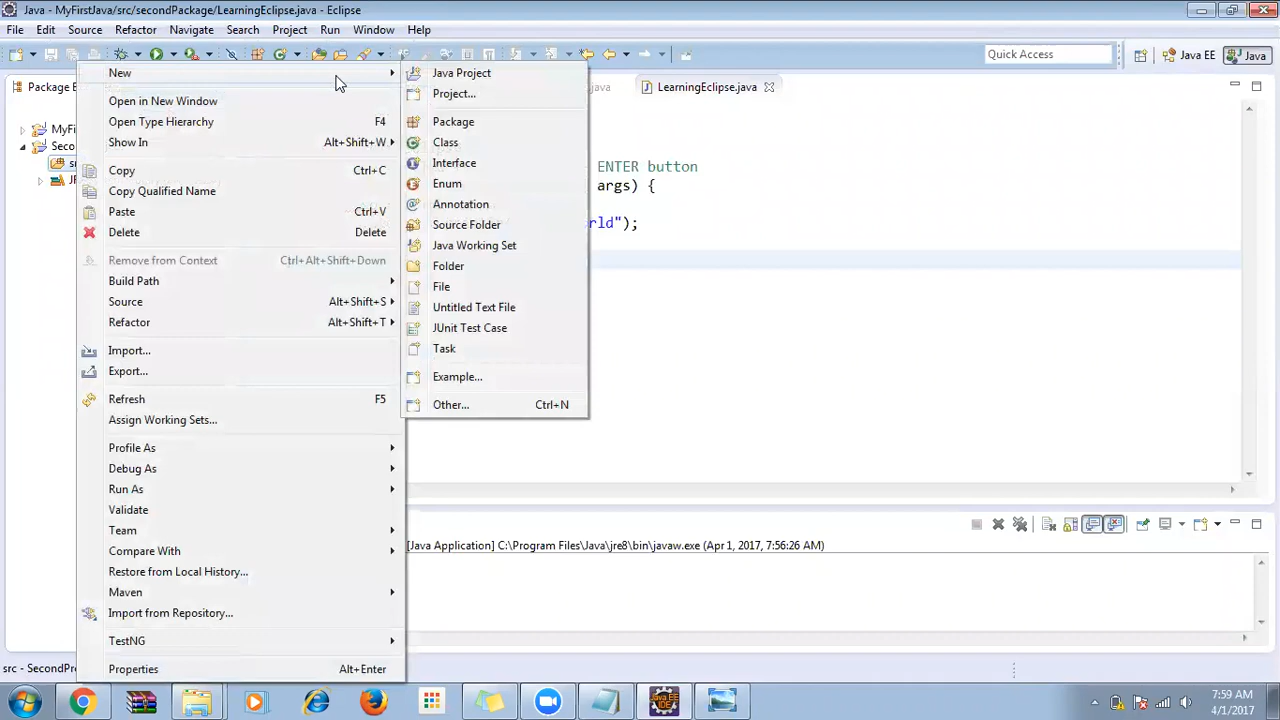 Java - MyFirstJava/src/secondPackage/LearningEclipse.java - Eclipse
File Edit Source Refactor Navigate Search Project Run Window Help
Quick Access
Java EE
Java
Package
.java
LearningEclipse.java
New
Open in New Window
Open Type Hierarchy F4
Show In Alt+Shift+W
Copy Ctrl+C
Copy Qualified Name
Paste Ctrl+V
Delete Delete
Remove from Context Ctrl+Alt+Shift+Down
Build Path
Source Alt+Shift+S
Refactor Alt+Shift+T
Import...
Export...
Refresh F5
Assign Working Sets...
Profile As
Debug As
Run As
Validate
Team
Compare With
Restore from Local History...
Maven
Import from Repository...
TestNG
Properties Alt+Enter
Java Project
Project...
Package
Class
Interface
Enum
Annotation
Source Folder
Java Working Set
Folder
File
Untitled Text File
JUnit Test Case
Task
Example...
Other... Ctrl+N
ENTER button
args) {
rld");
[Java Application] C:\Program Files\Java\jre8\bin\javaw.exe (Apr 1, 2017, 7:56:26 AM)
src - SecondPr
Java EE
IDE
7:59 AM
4/1/2017